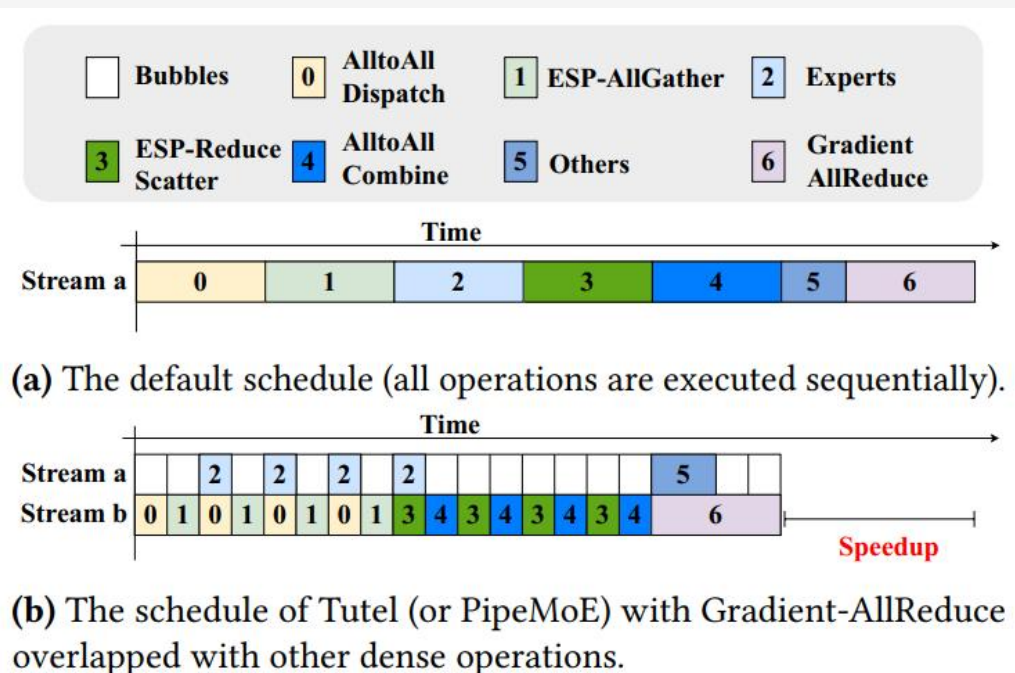 Bubbles
0 AlltoAll Dispatch
1 ESP-AllGather
2 Experts
3 ESP-Reduce Scatter
4 AlltoAll Combine
5 Others
6 Gradient AllReduce
Time
Stream a 0 1 2 3 4 5 6
(a) The default schedule (all operations are executed sequentially).
Time
Stream a 2 2 2 2 5
Stream b 0 1 0 1 0 1 0 1 3 4 3 4 3 4 3 4 6
Speedup
(b) The schedule of Tutel (or PipeMoE) with Gradient-AllReduce
overlapped with other dense operations.